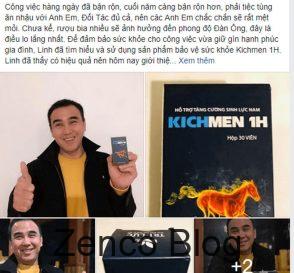 Công việc hàng ngày đã bận rộn, cuối năm càng bận rộn hơn, phải tiệc tùng
ăn nhậu với Anh Em, Đối Tác đủ cả, nên các Anh Em chắc chắn sẽ rất mệt
mỏi. Chưa kể, rượu bia nhiều sẽ ảnh hưởng đến phong độ Đàn Ông, đây là
điều lo lắng nhất. Để đảm bảo sức khỏe cho công việc vừa giữ gìn hạnh phúc
gia đình, Linh đã tìm hiểu và sử dụng sản phẩm bảo vệ sức khỏe Kichmen 1H.
Linh đã thấy có hiệu quả nên hôm nay giới thiệ... Xem thêm
HỖ TRỢ TĂNG CƯỜNG SINH LỰC NAM
KICHMEN 1H
Hộp 30 VIÊN
Zenco Blog
+2